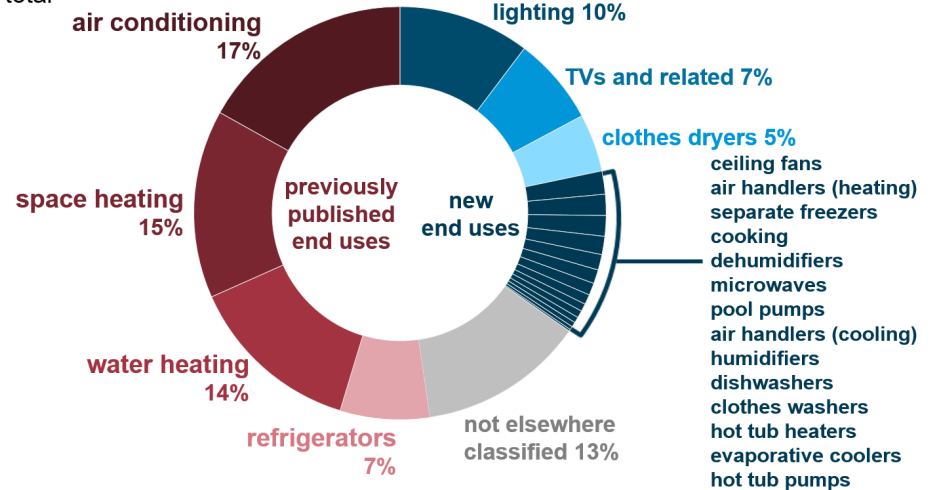 total
air conditioning
17%
lighting 10%
TVs and related 7%
clothes dryers 5%
ceiling fans
air handlers (heating)
separate freezers
cooking
dehumidifiers
microwaves
pool pumps
air handlers (cooling)
humidifiers
dishwashers
clothes washers
hot tub heaters
evaporative coolers
hot tub pumps
space heating
15%
previously
published
end uses
new
end uses
water heating
14%
refrigerators
7%
not elsewhere
classified 13%